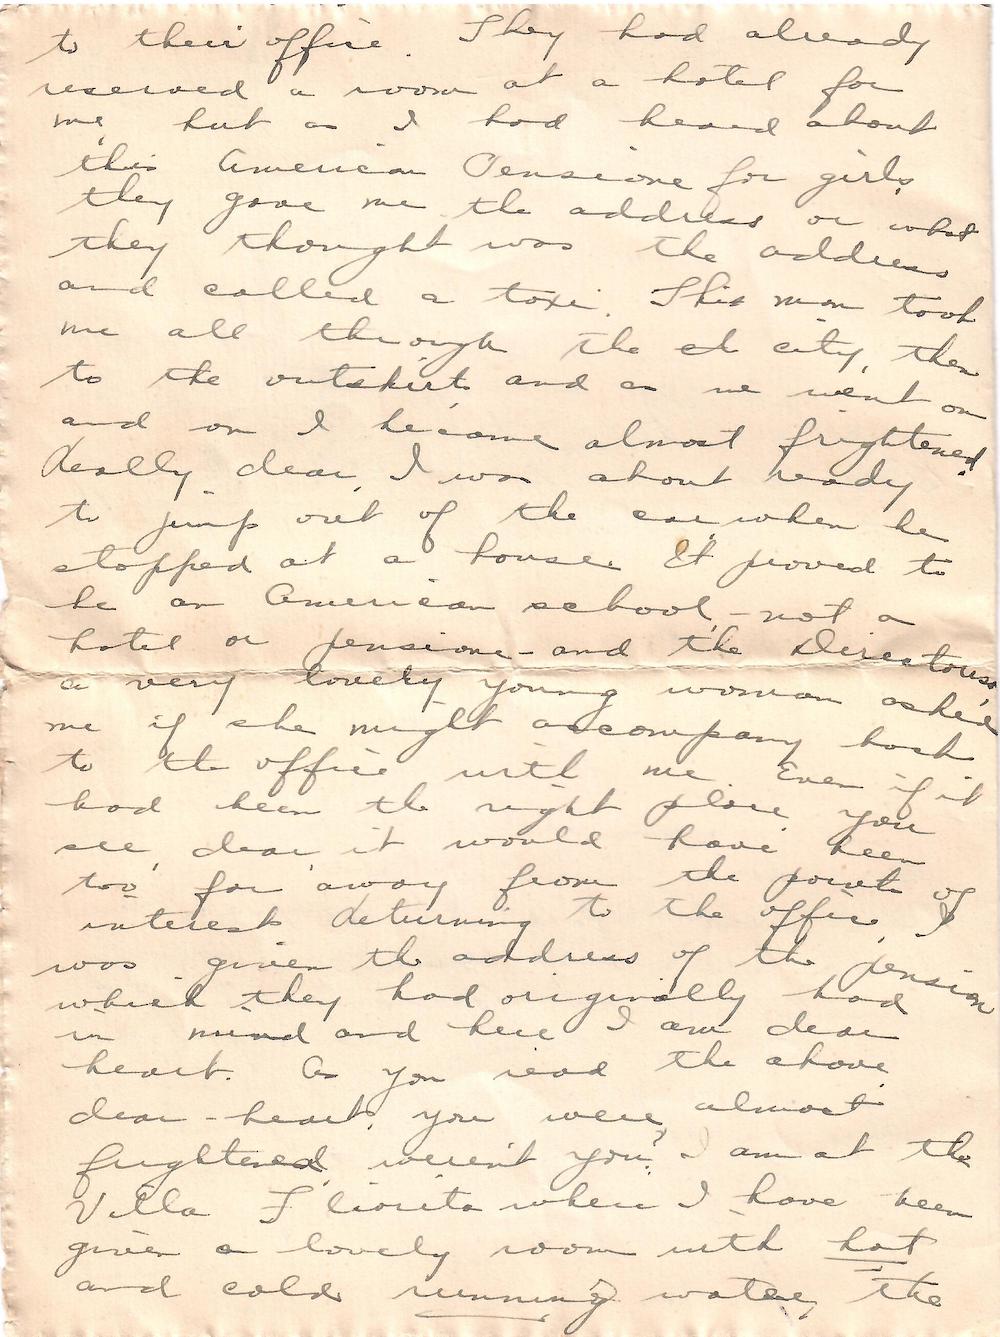 to their office. They had already
reserved a room at a hotel for
me, but as I had heard about
this American Pensione for girls,
they gave me the address or what
they thought was the address
and called a taxi. This man took
me all through the city, then
to the outskirts, and as we went on
and on I became almost frightened.
Really dear, I was about ready
to jump out of the car when he
stopped at a house. It proved to
be an American school, - not a
hotel or pensione - and the Directress,
a very lovely young woman asked
me if she might accompany back
to the office with me. Even if it
had been the right place you
see, dear, it would have been
too far away from the points of
interest. Returning to the office, I
was given the address of the pension
which they had originally had
in mind and here I am dear
heart. As you read the above
dear-heart, you were almost
frightened, weren't you? I am at the
Villa Fliorita where I have been
given a lovely room with hot
and cold running water, the